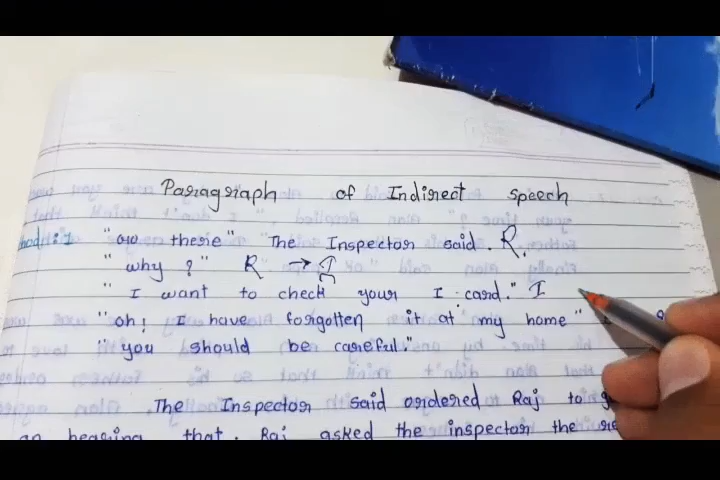 Paragraph of Indirect speech
"Go there" The Inspector said. R.
"why ?" R → I
"I want to check your I card." I
"oh! I have forgotten it at my home"
"you should be careful."
The Inspector said ordered Raj to
hearing that. Raj asked the inspector the